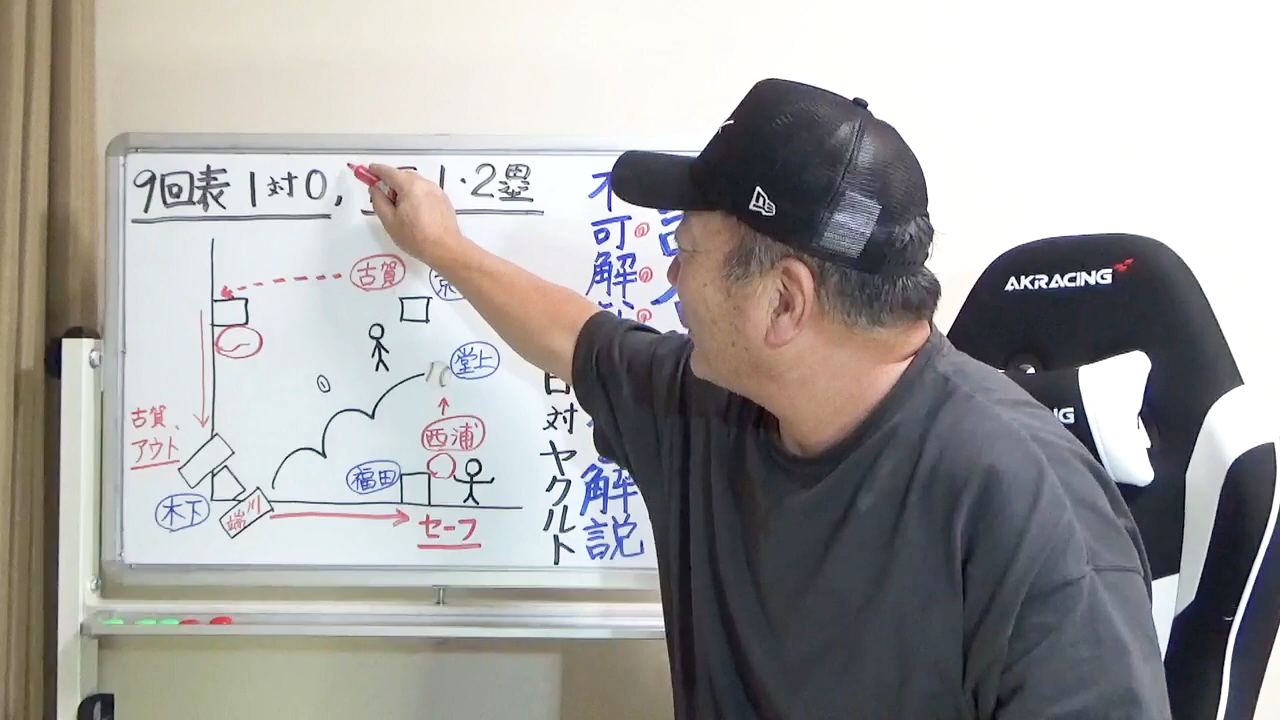 9回表 1対0, 1・2塁
古賀
堂上
西浦
福田
古賀、
アウト
木下
端川
セーフ
不可解
対ヤクルト
解説
AKRACING